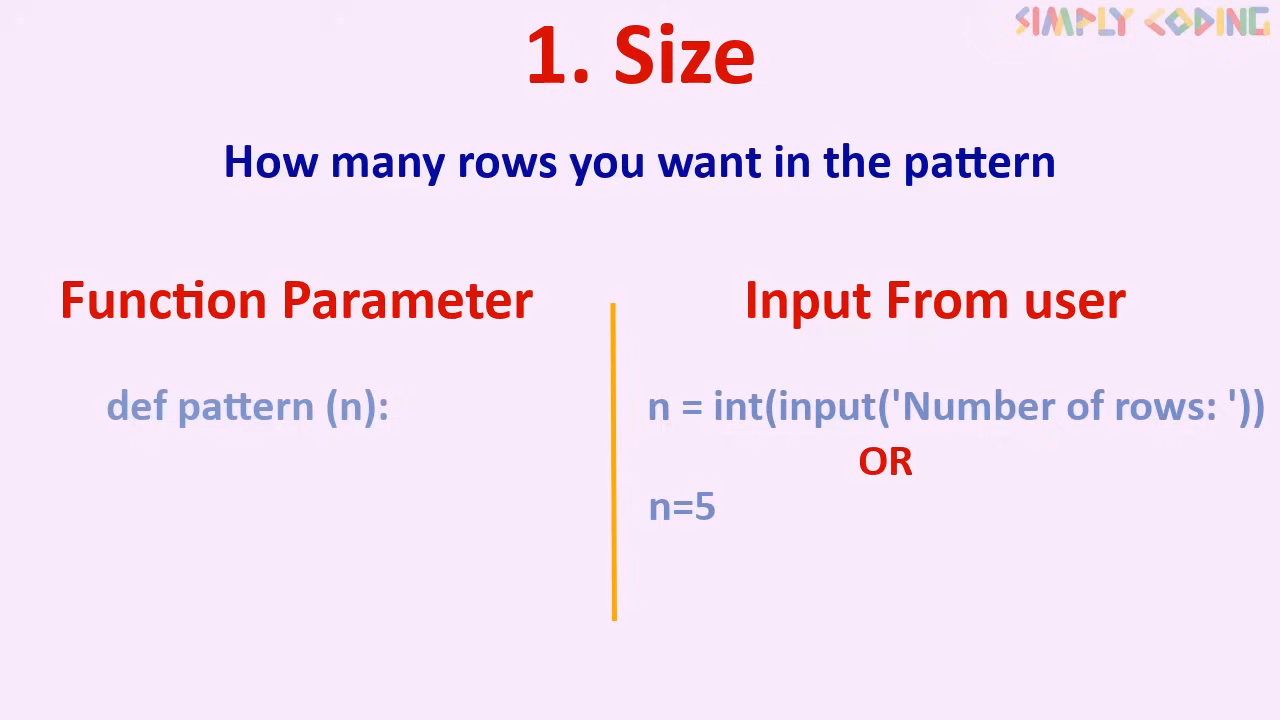 SIMPLY CODING
1. Size
How many rows you want in the pattern
Function Parameter
def pattern (n):
Input From user
n = int(input('Number of rows: '))
OR
n=5